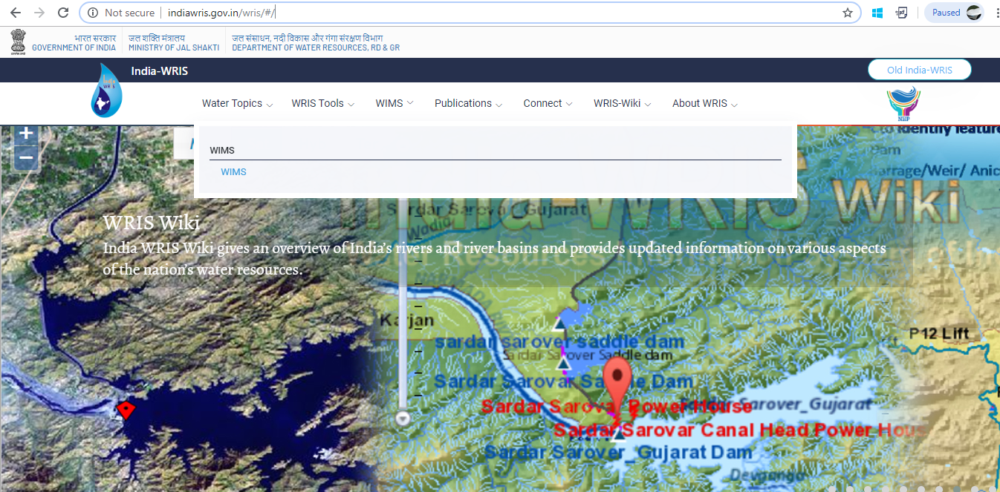 Not secure | indiawris.gov.in/wris/#/
Paused
भारत सरकार
GOVERNMENT OF INDIA
जल शक्ति मंत्रालय
MINISTRY OF JAL SHAKTI
जल संसाधन, नदी विकास और गंगा संरक्षण विभाग
DEPARTMENT OF WATER RESOURCES, RD & GR
India-WRIS
Old India-WRIS
Water Topics
WRIS Tools
WIMS
Publications
Connect
WRIS-Wiki
About WRIS
NHP
WIMS
WIMS
to Identify feature
Dam
Barrage/Weir/ Anic
India-WRIS Wiki
Sardar Sarovar_Gujarat
WRIS Wiki
India WRIS Wiki gives an overview of India's rivers and river basins and provides updated information on various aspects
of the nation's water resources.
Karjan
P12 Lift
sardar sarover saddle dam
Sardar Sarover Saddle dam
Sardar Sarovar Saddle Dam
Sardar Sarovar Power House
Sarover_Gujarat
Sardar Sarovar Canal Head Power Hous
Sardar Sarover_Gujarat Dam